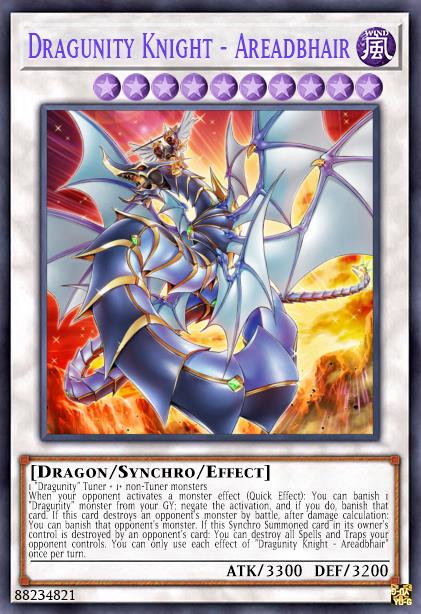 DRAGUNITY KNIGHT - AREADBHAIR
WIND
風
[DRAGON/SYNCHRO/EFFECT]
1 "Dragunity" Tuner + 1+ non-Tuner monsters
When your opponent activates a monster effect (Quick Effect): You can banish 1
"Dragunity" monster from your GY; negate the activation, and if you do, banish that
card. If this card destroys an opponent's monster by battle, after damage calculation:
You can banish that opponent's monster. If this Synchro Summoned card in its owner's
control is destroyed by an opponent's card: You can destroy all Spells and Traps your
opponent controls. You can only use each effect of "Dragunity Knight - Areadbhair"
once per turn.
ATK/3300 DEF/3200
88234821